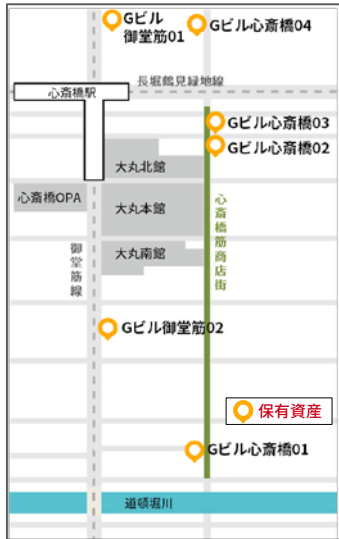 Gビル
御堂筋01
Gビル心斎橋04
長堀鶴見緑地線
心斎橋駅
Gビル心斎橋03
Gビル心斎橋02
大丸北館
心斎橋OPA
大丸本館
心斎橋筋商店街
大丸南館
御堂筋線
Gビル御堂筋02
保有資産
Gビル心斎橋01
道頓堀川